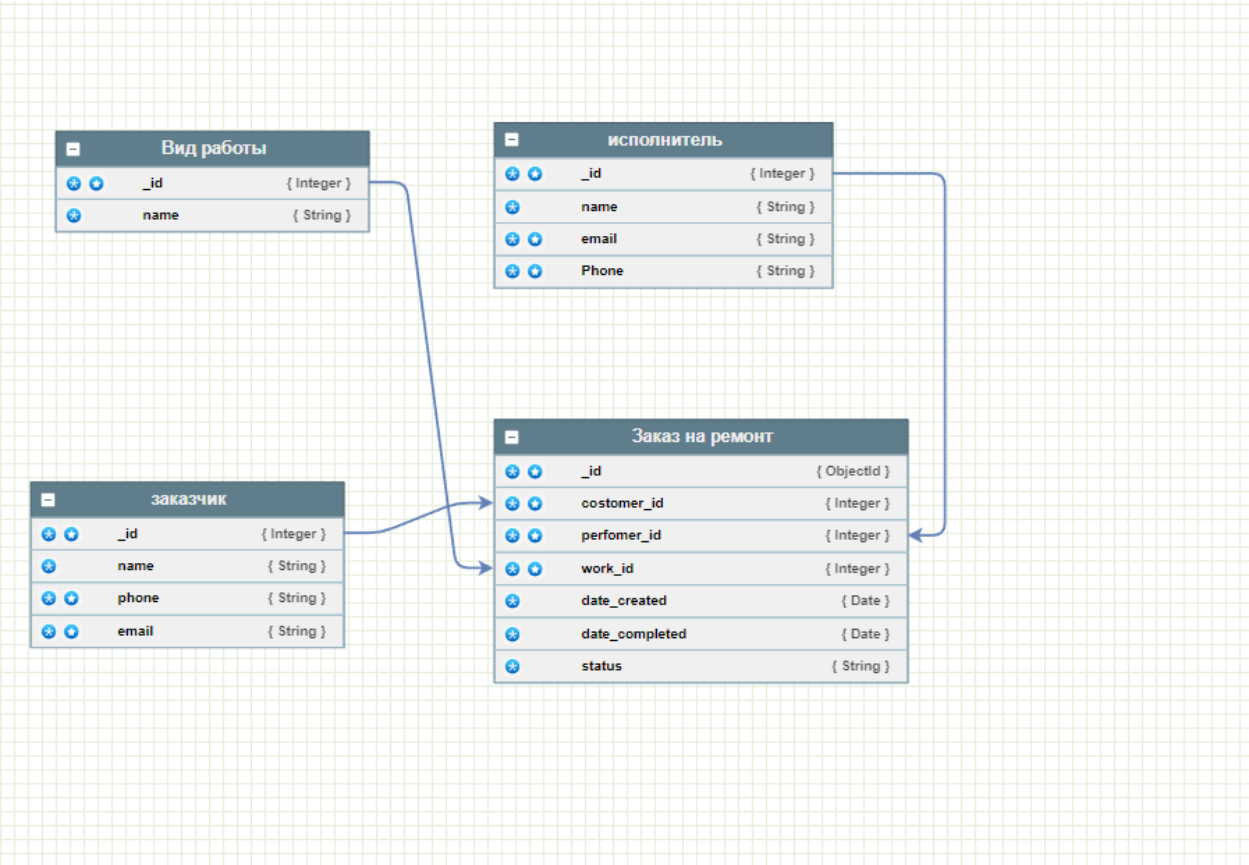 Вид работы
_id { Integer }
name { String }
исполнитель
_id { Integer }
name { String }
email { String }
Phone { String }
заказчик
_id { Integer }
name { String }
phone { String }
email { String }
Заказ на ремонт
_id { ObjectId }
costomer_id { Integer }
perfomer_id { Integer }
work_id { Integer }
date_created { Date }
date_completed { Date }
status { String }